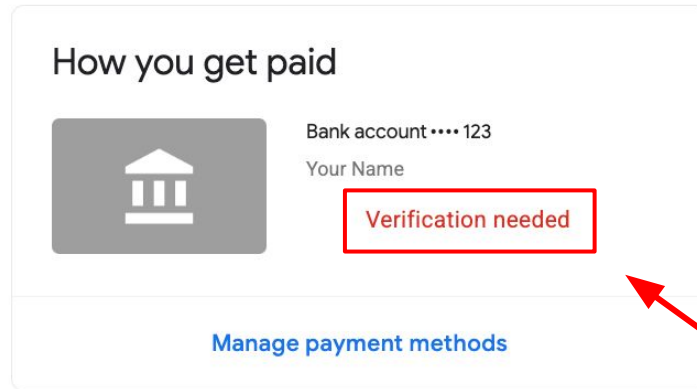 How you get paid
Bank account •••• 123
Your Name
Verification needed
Manage payment methods